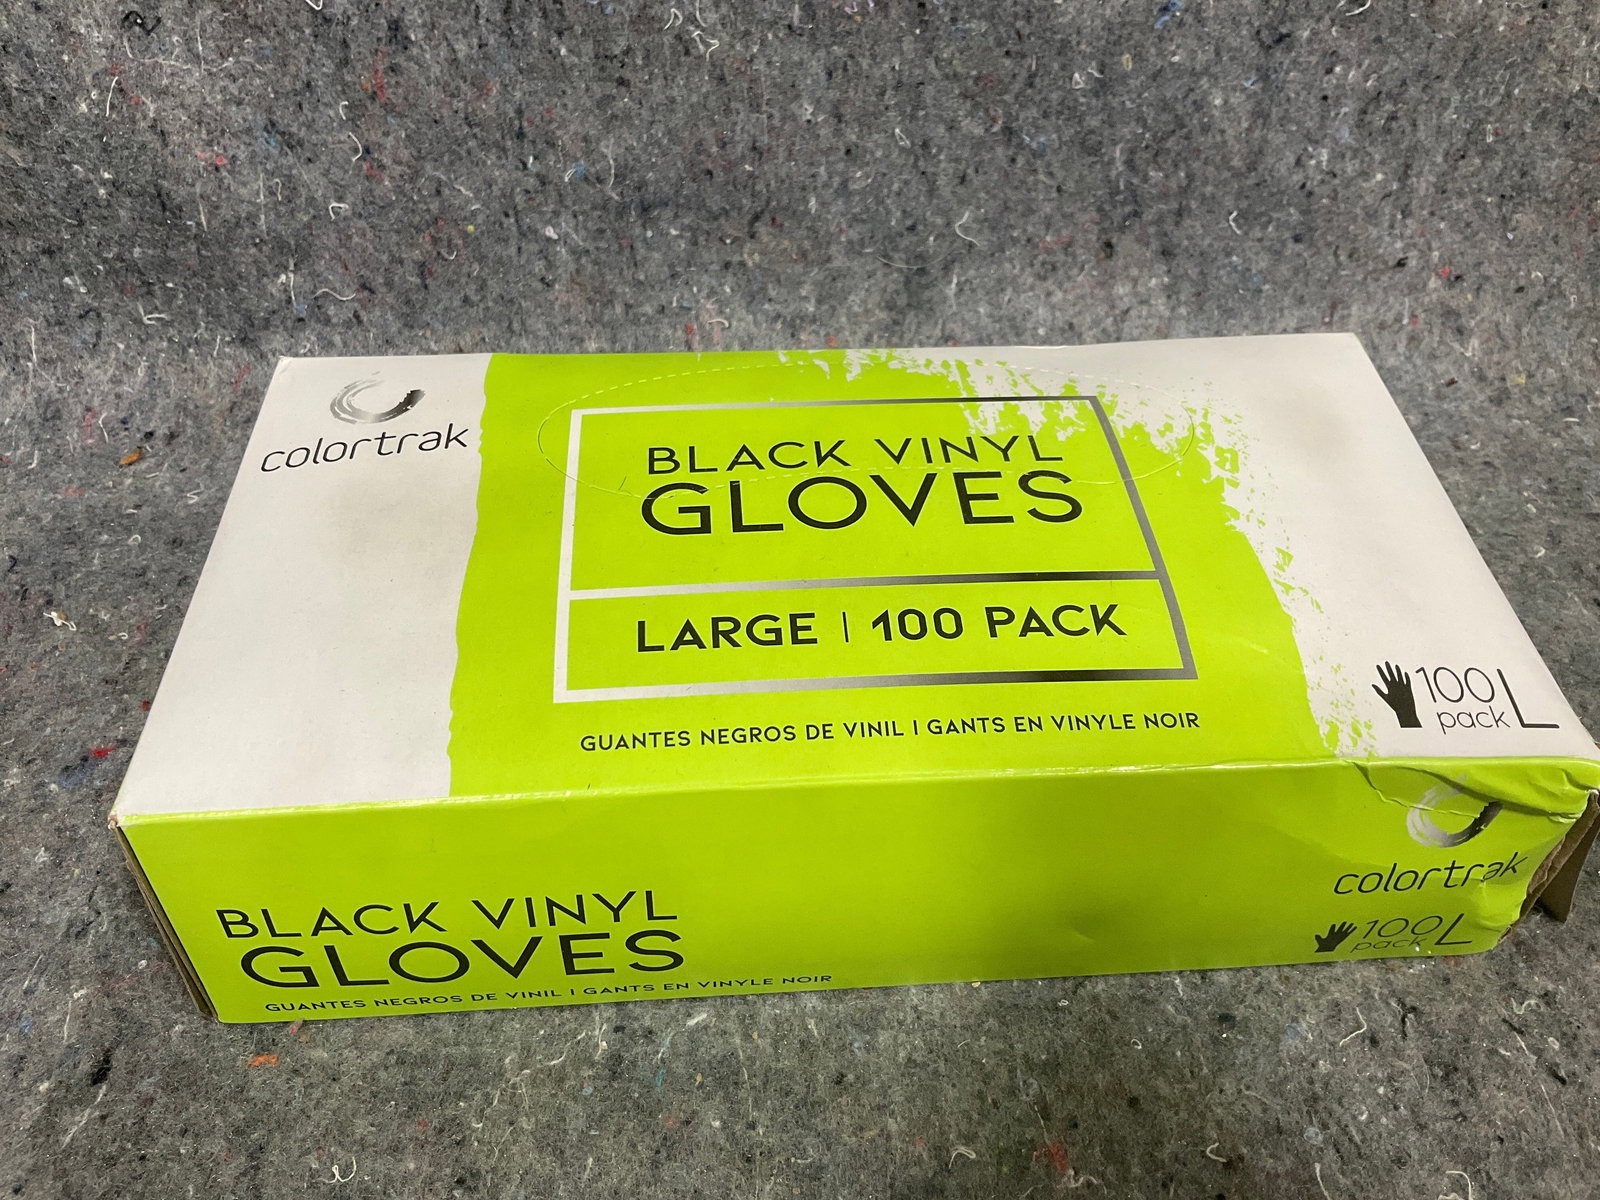 colortrak
BLACK VINYL
GLOVES
LARGE | 100 PACK
GUANTES NEGROS DE VINIL | GANTS EN VINYLE NOIR
100 L
pack
colortrak
100 L
pack
BLACK VINYL
GLOVES
GUANTES NEGROS DE VINIL | GANTS EN VINYLE NOIR